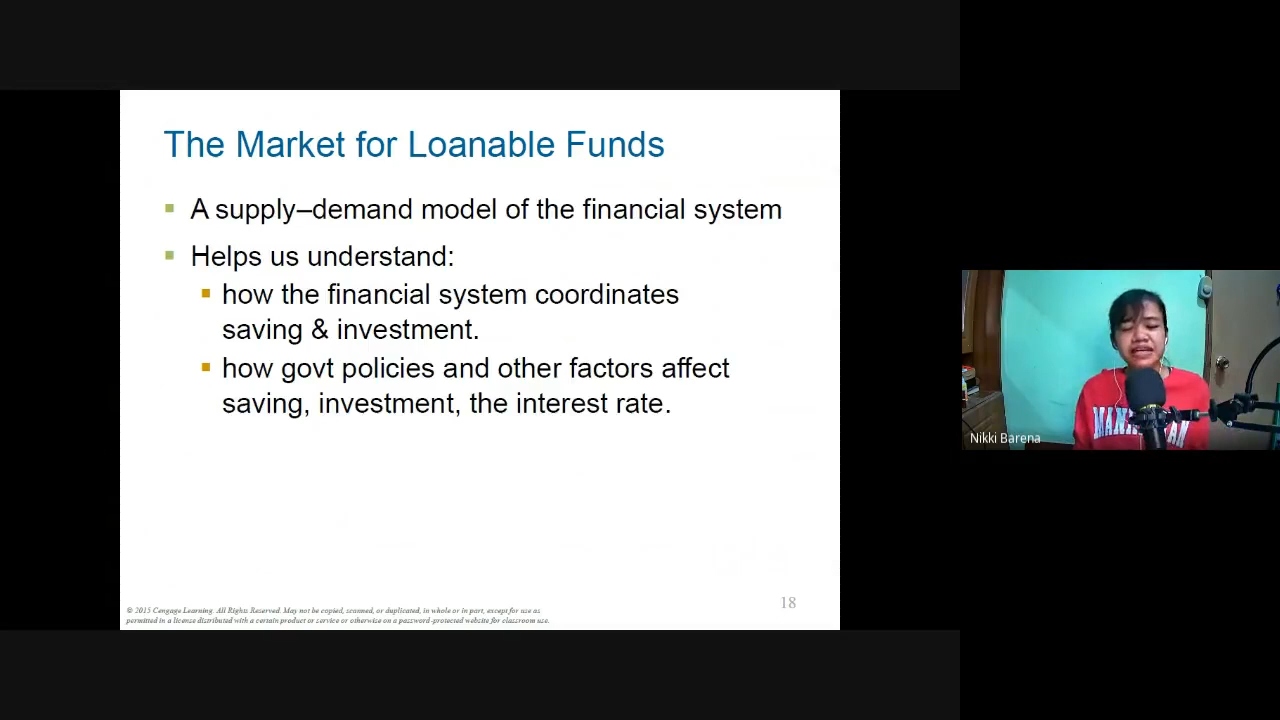 The Market for Loanable Funds
A supply–demand model of the financial system
Helps us understand:
how the financial system coordinates
saving & investment.
how govt policies and other factors affect
saving, investment, the interest rate.
© 2015 Cengage Learning. All Rights Reserved. May not be copied, scanned, or duplicated, in whole or in part, except for use as
permitted in a license distributed with a certain product or service or otherwise on a password-protected website for classroom use.
18
Nikki Barena